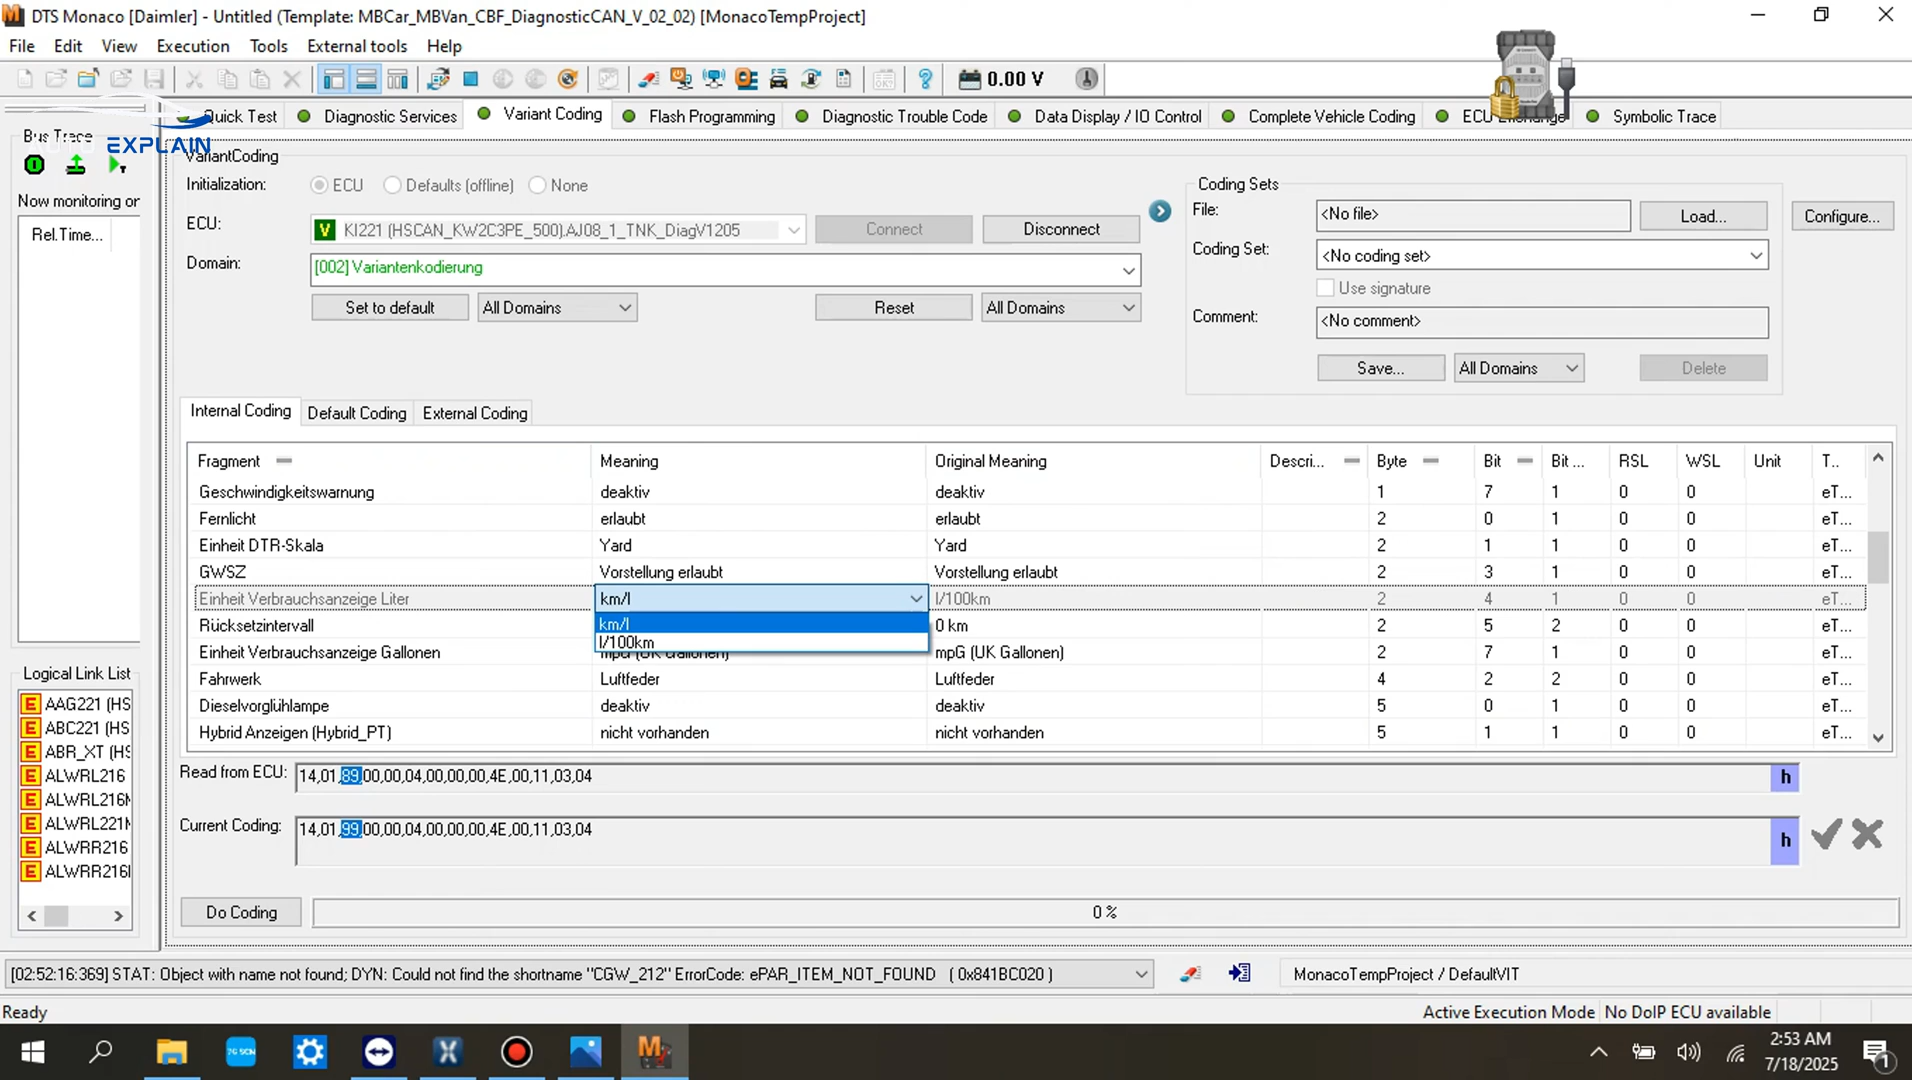 DTS Monaco [Daimler] - Untitled (Template: MBCar_MBVan_CBF_DiagnosticCAN_V_02_02) [MonacoTempProject]
File Edit View Execution Tools External tools Help
0.00 V
Quick Test Diagnostic Services Variant Coding Flash Programming Diagnostic Trouble Code Data Display / IO Control Complete Vehicle Coding ECU Exchange Symbolic Trace
Bus Trace
AUTO EXPLAIN
Now monitoring on
Rel.Time...
VariantCoding
Initialization: ECU Defaults (offline) None
ECU: V KI221 (HSCAN_KW2C3PE_500).AJ08_1_TNK_DiagV1205 Connect Disconnect
Domain: [002] Variantenkodierung
Set to default All Domains Reset All Domains
Coding Sets
File: <No file> Load... Configure...
Coding Set: <No coding set>
Use signature
Comment: <No comment>
Save... All Domains Delete
Internal Coding Default Coding External Coding
Fragment Meaning Original Meaning Descri... Byte Bit Bit ... RSL WSL Unit T..
Geschwindigkeitswarnung deaktiv deaktiv 1 7 1 0 0 eT...
Fernlicht erlaubt erlaubt 2 0 1 0 0 eT...
Einheit DTR-Skala Yard Yard 2 1 1 0 0 eT...
GWSZ Vorstellung erlaubt Vorstellung erlaubt 2 3 1 0 0 eT...
Einheit Verbrauchsanzeige Liter km/l l/100km 2 4 1 0 0 eT...
km/l
l/100km
Rücksetzintervall 0 km 2 5 2 0 0 eT...
Einheit Verbrauchsanzeige Gallonen mpG (UK Gallonen) mpG (UK Gallonen) 2 7 1 0 0 eT...
Fahrwerk Luftfeder Luftfeder 4 2 2 0 0 eT...
Dieselvorglühlampe deaktiv deaktiv 5 0 1 0 0 eT...
Hybrid Anzeigen (Hybrid_PT) nicht vorhanden nicht vorhanden 5 1 1 0 0 eT...
Logical Link List
E AAG221 (HS
E ABC221 (HS
E ABR_XT (HS
E ALWRL216
E ALWRL216M
E ALWRL221M
E ALWRR216
E ALWRR216
Read from ECU: 14,01,89,00,00,04,00,00,00,4E,00,11,03,04 h
Current Coding: 14,01,99,00,00,04,00,00,00,4E,00,11,03,04 h
Do Coding 0 %
[02:52:16:369] STAT: Object with name not found; DYN: Could not find the shortname "CGW_212" ErrorCode: ePAR_ITEM_NOT_FOUND ( 0x841BC020 ) MonacoTempProject / DefaultVIT
Ready Active Execution Mode No DoIP ECU available
2:53 AM
7/18/2025
1